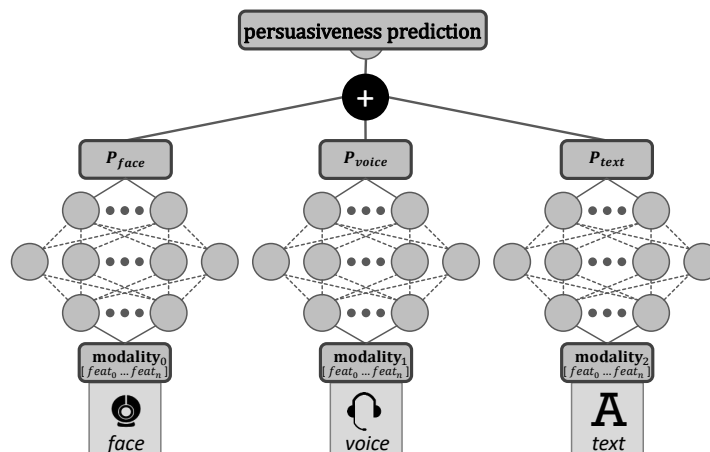 persuasiveness prediction
+
P_face P_voice P_text
modality_0 modality_1 modality_2
[ feat_0 ... feat_n ] [ feat_0 ... feat_n ] [ feat_0 ... feat_n ]
A
face voice text